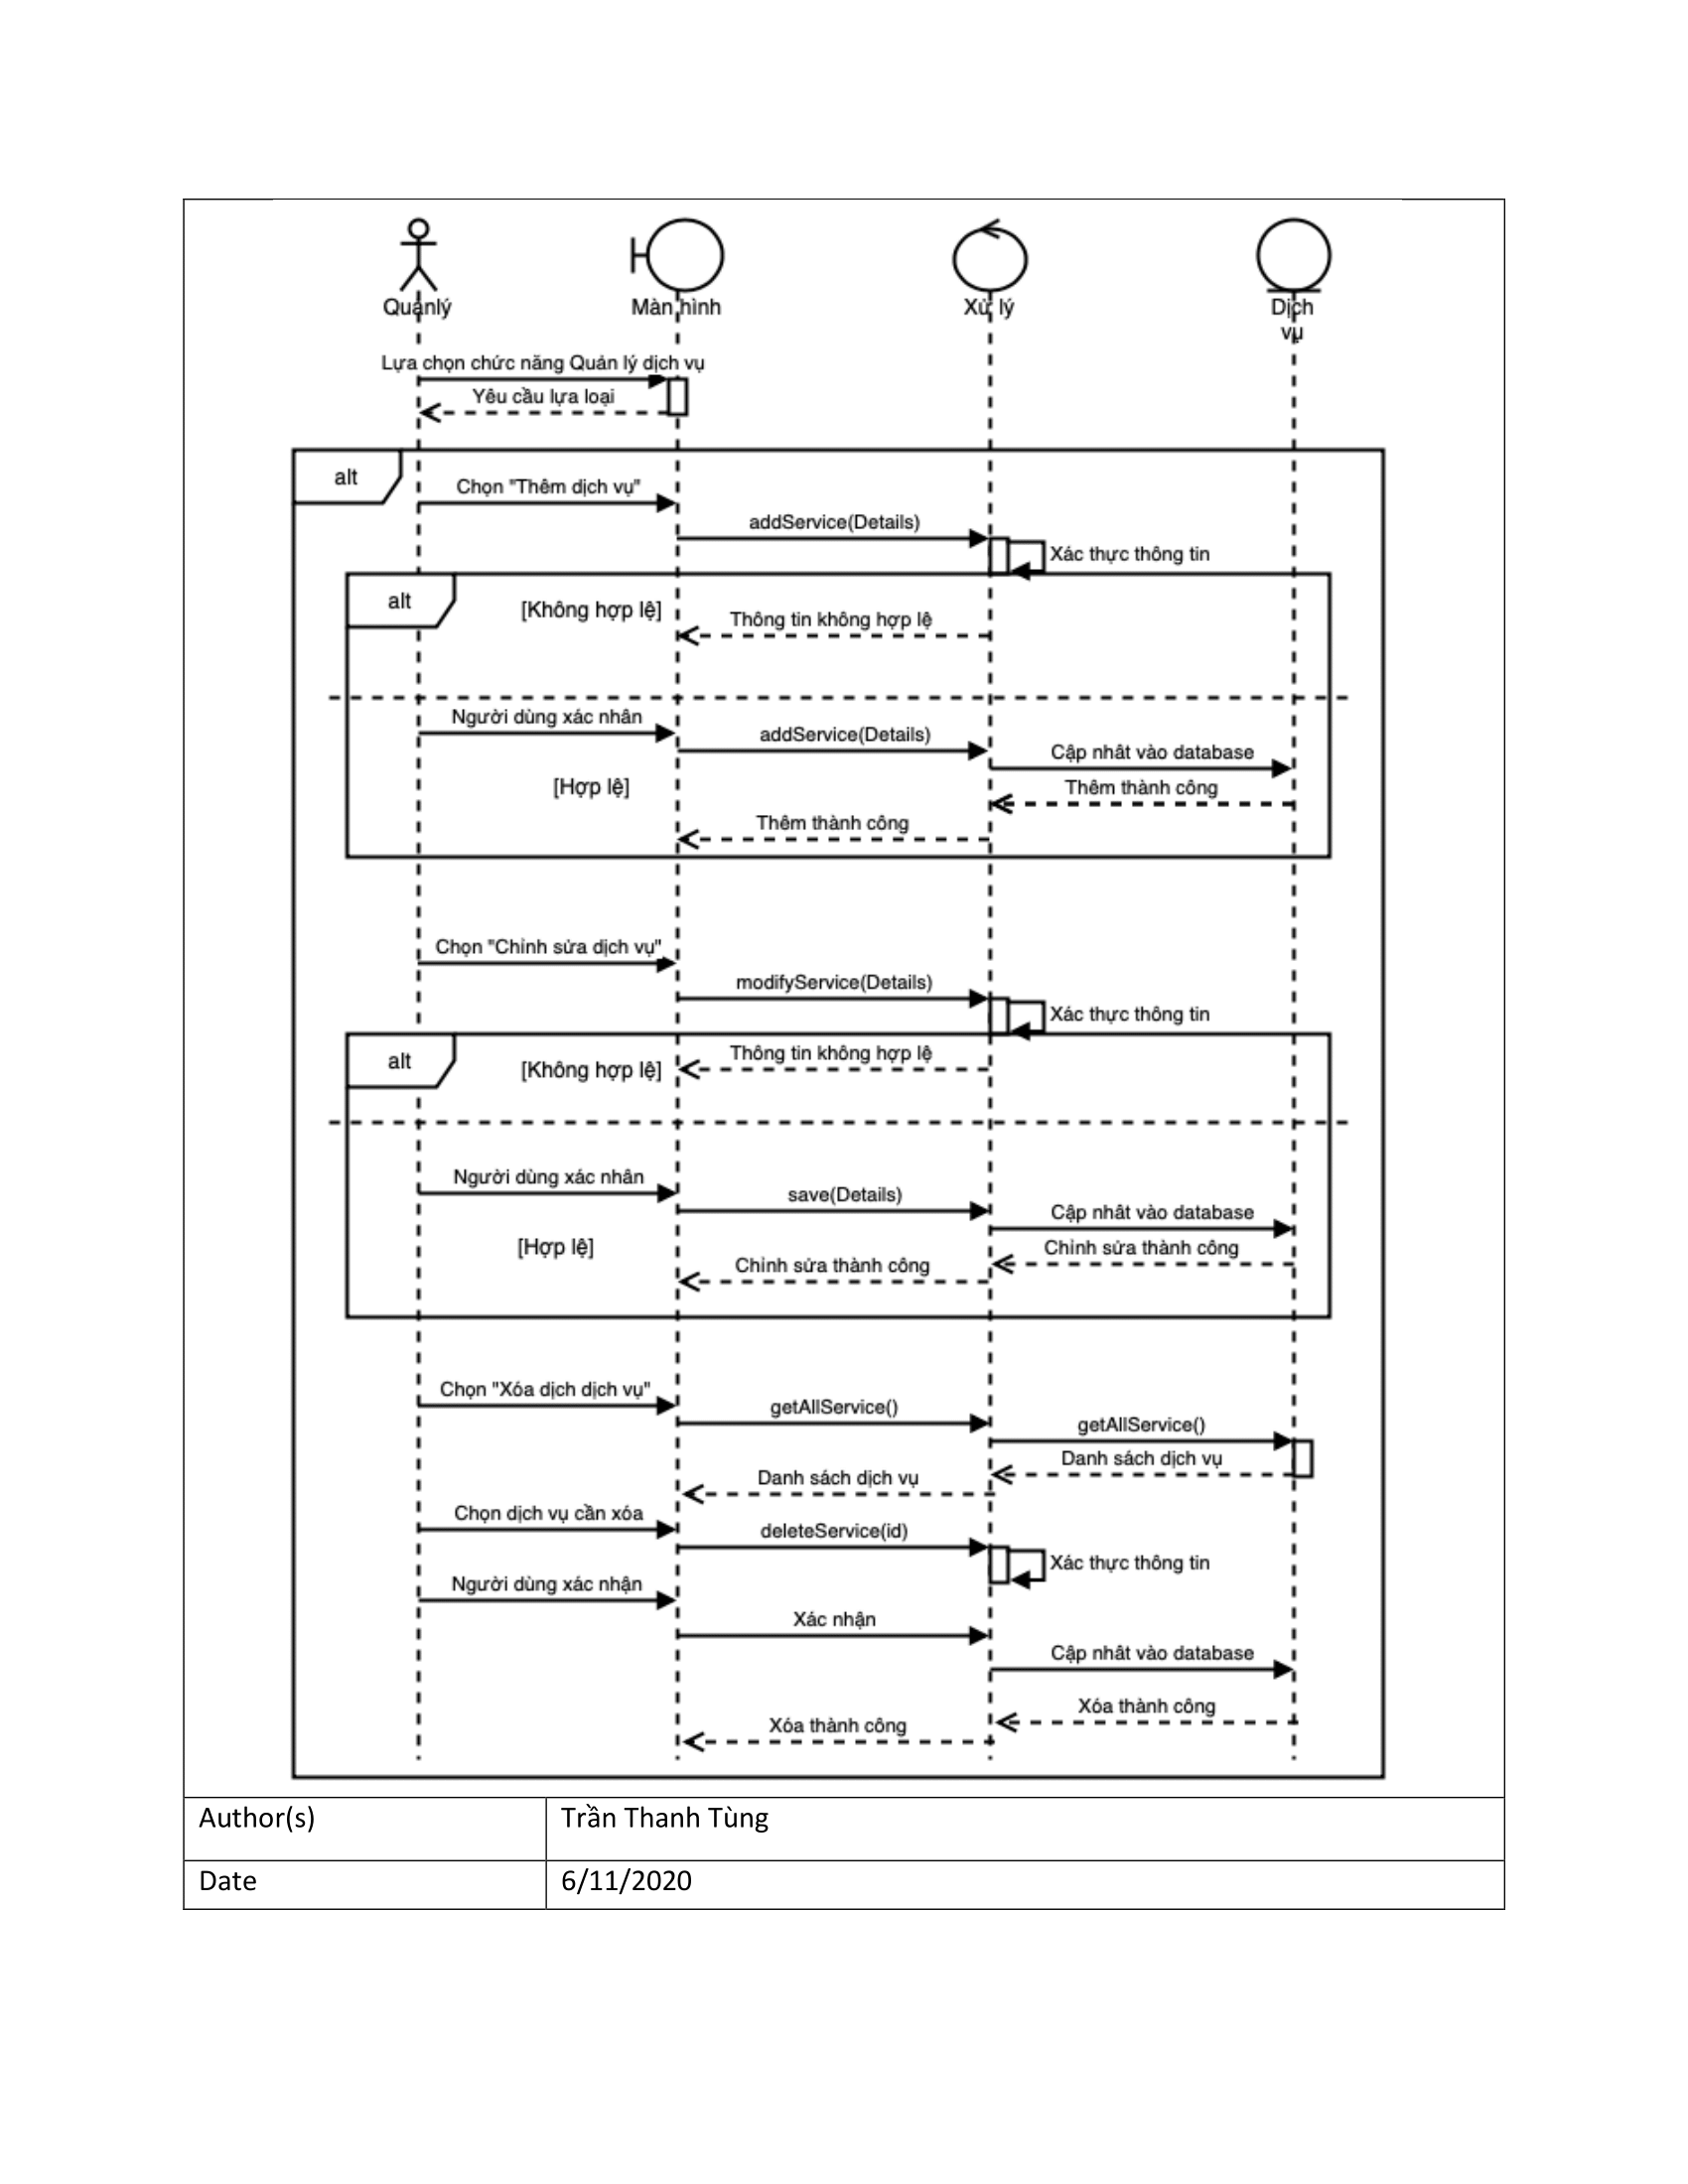 Quảnlý
Màn hình
Xử lý
Dịch
vụ
Lựa chọn chức năng Quản lý dịch vụ
Yêu cầu lựa loại
alt
Chọn "Thêm dịch vụ"
addService(Details)
Xác thực thông tin
alt
[Không hợp lệ]
Thông tin không hợp lệ
Người dùng xác nhân
addService(Details)
Cập nhât vào database
[Hợp lệ]
Thêm thành công
Thêm thành công
Chọn "Chỉnh sửa dịch vụ"
modifyService(Details)
Xác thực thông tin
alt
[Không hợp lệ]
Thông tin không hợp lệ
Người dùng xác nhân
save(Details)
Cập nhât vào database
[Hợp lệ]
Chỉnh sửa thành công
Chỉnh sửa thành công
Chọn "Xóa dịch dịch vụ"
getAllService()
getAllService()
Danh sách dịch vụ
Danh sách dịch vụ
Chọn dịch vụ cần xóa
deleteService(id)
Xác thực thông tin
Người dùng xác nhận
Xác nhận
Cập nhât vào database
Xóa thành công
Xóa thành công
Author(s)
Trần Thanh Tùng
Date
6/11/2020